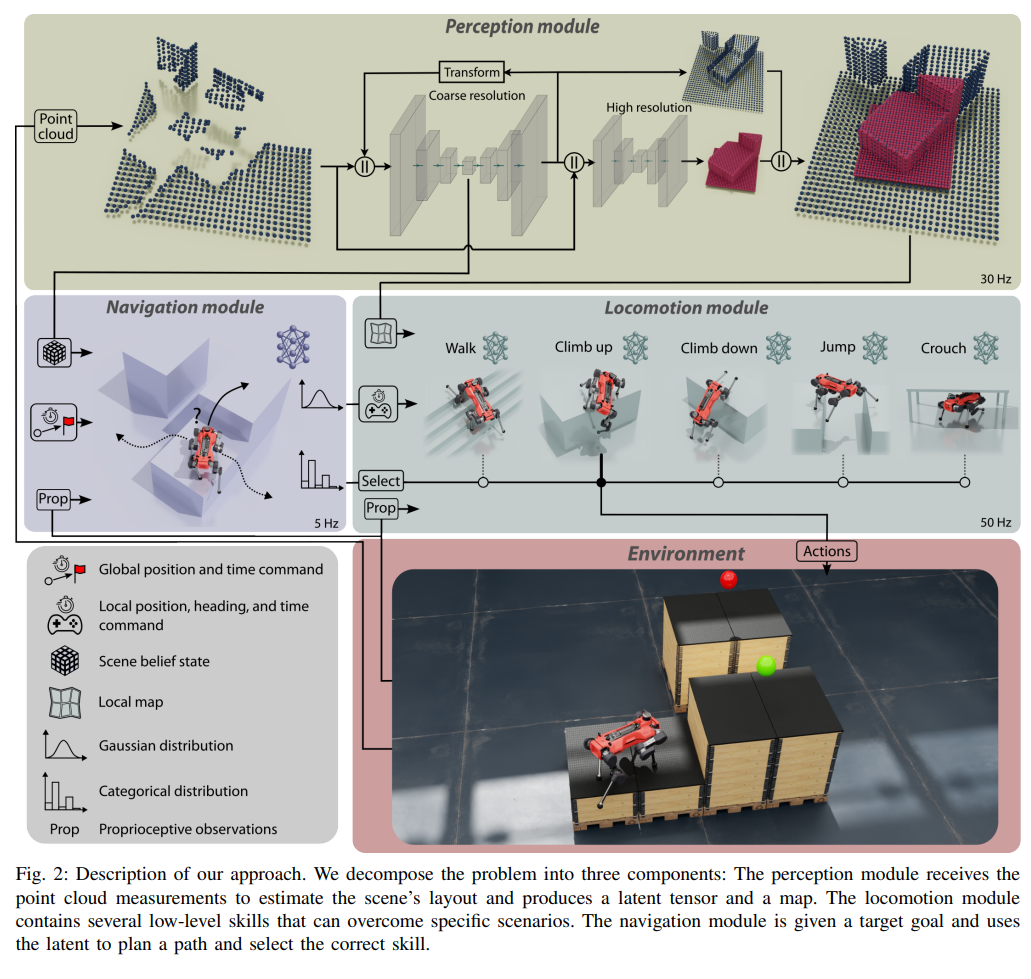 Perception module
Point
cloud
Transform
Coarse resolution
High resolution
30 Hz
Navigation module
?
Prop
5 Hz
Locomotion module
Walk
Climb up
Climb down
Jump
Crouch
Select
Prop
50 Hz
Environment
Actions
Global position and time command
Local position, heading, and time
command
Scene belief state
Local map
Gaussian distribution
Categorical distribution
Prop Proprioceptive observations
Fig. 2: Description of our approach. We decompose the problem into three components: The perception module receives the
point cloud measurements to estimate the scene's layout and produces a latent tensor and a map. The locomotion module
contains several low-level skills that can overcome specific scenarios. The navigation module is given a target goal and uses
the latent to plan a path and select the correct skill.